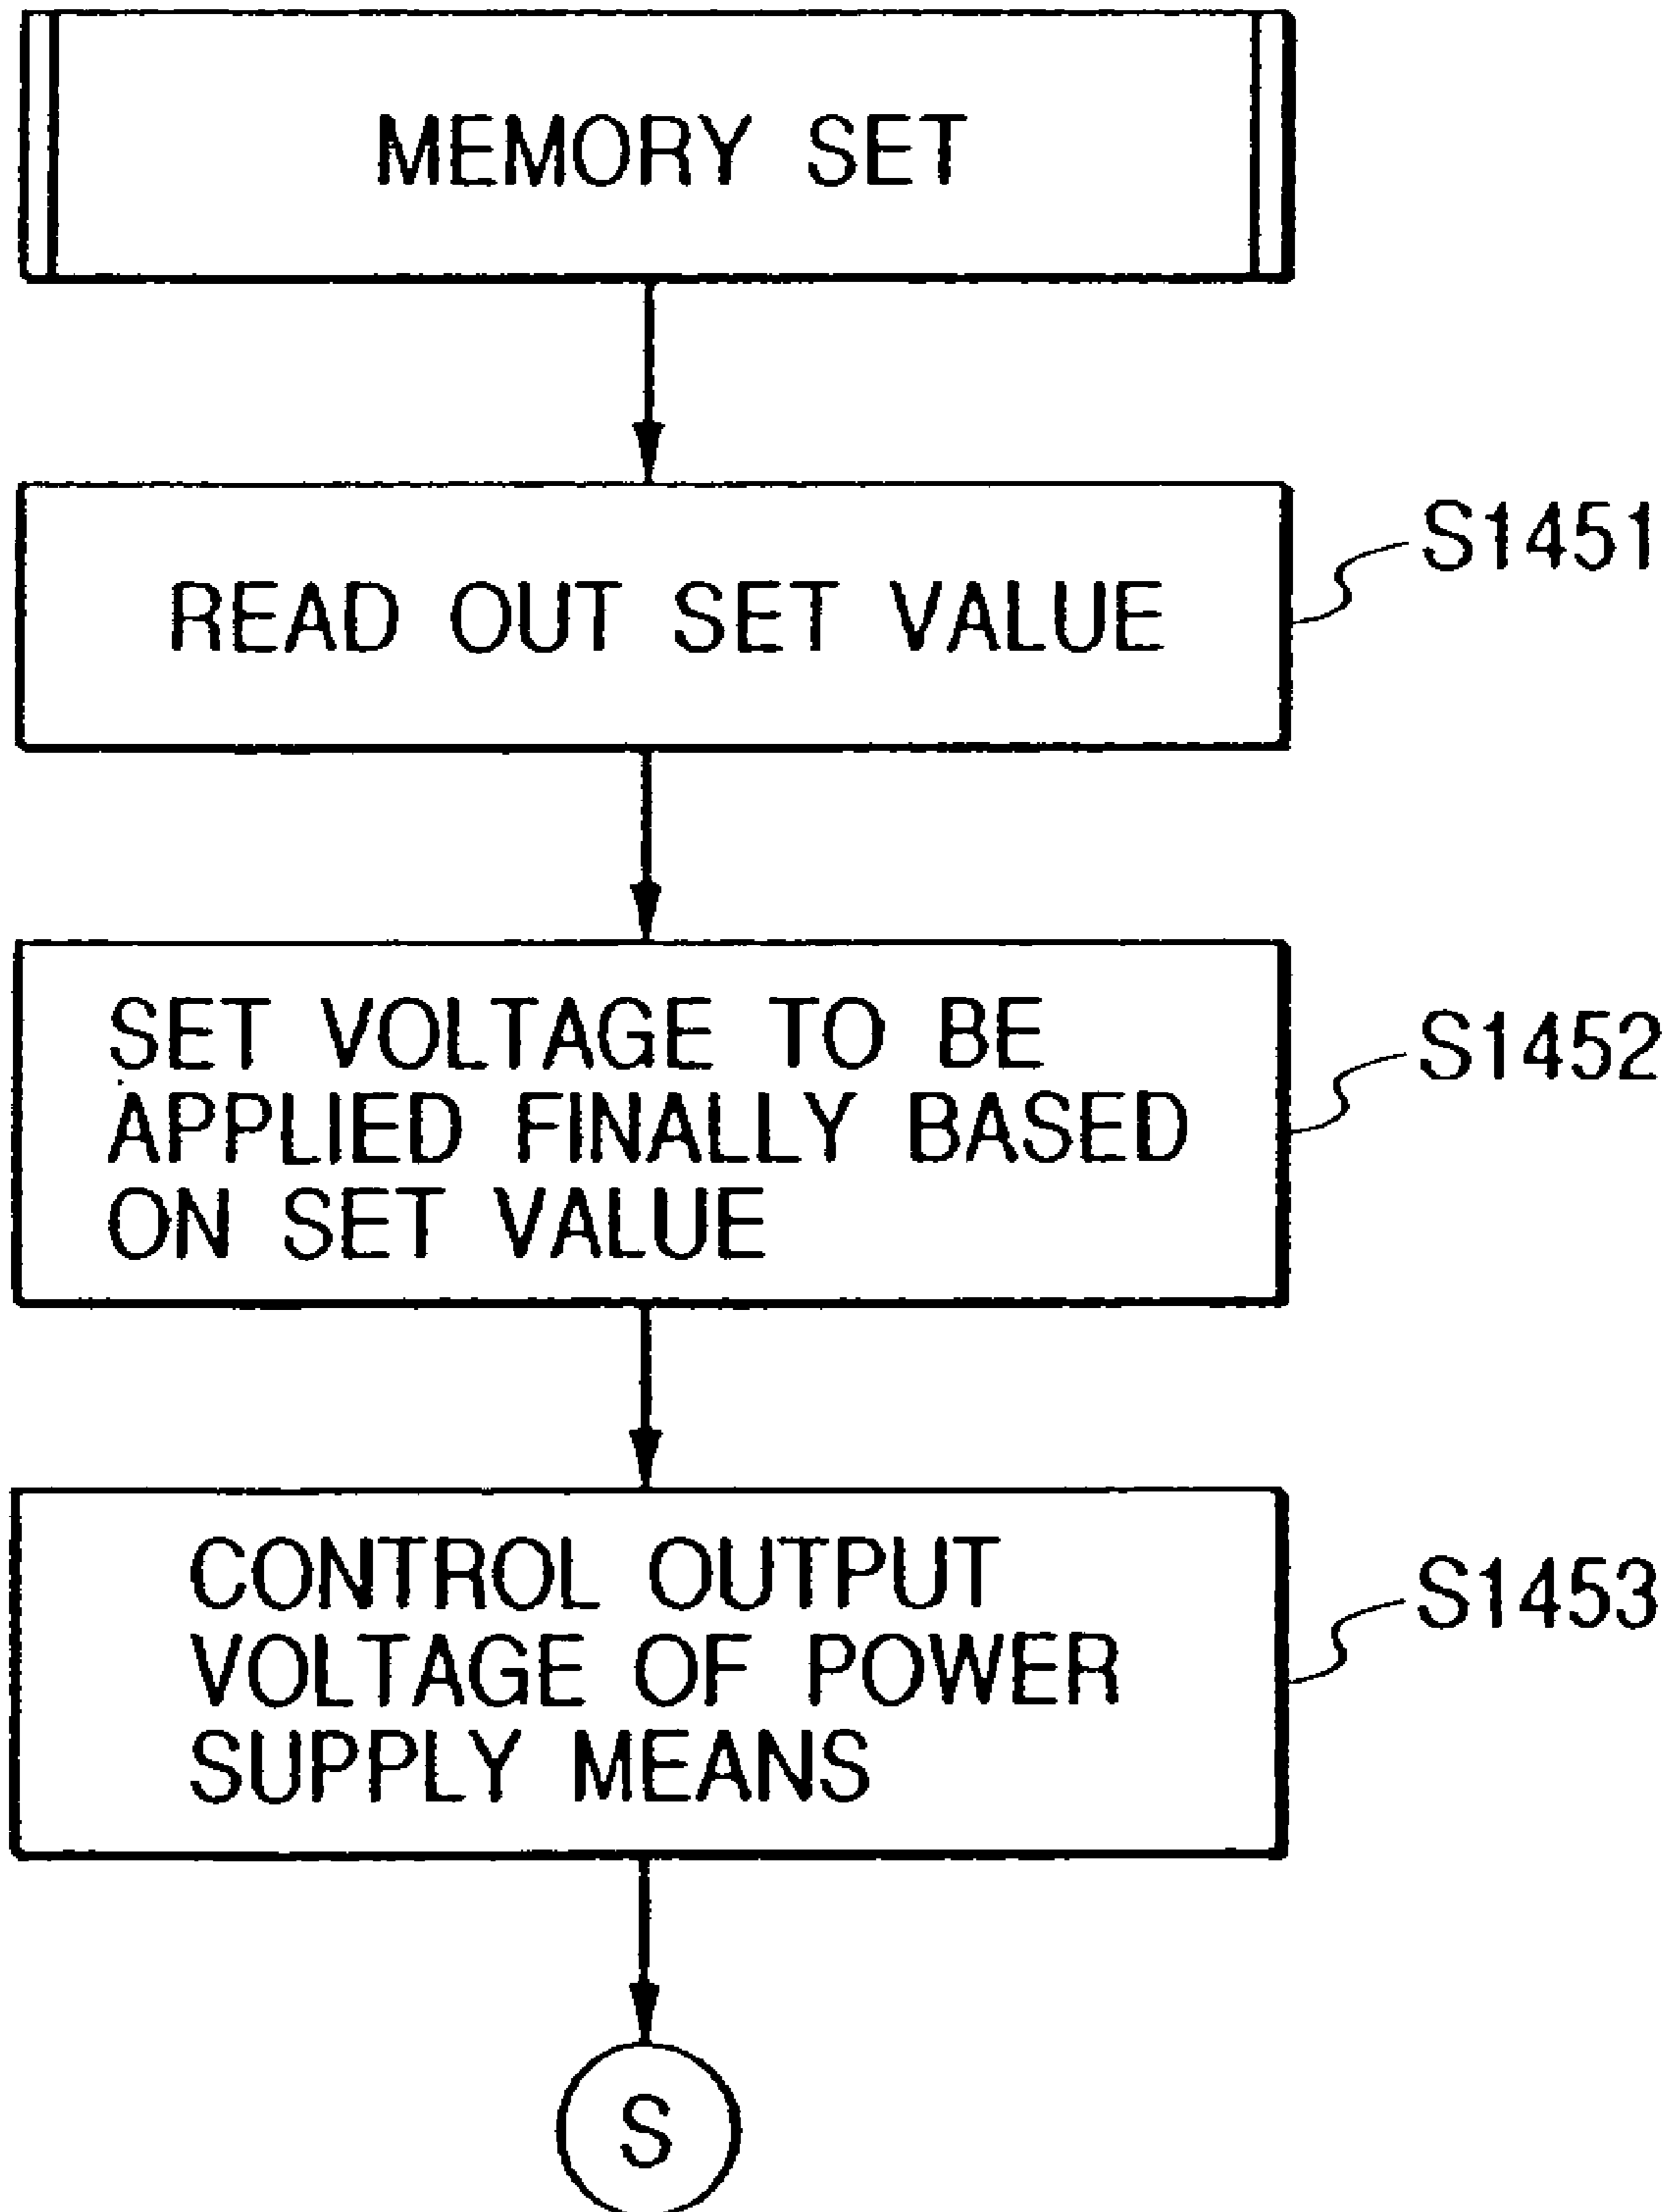 MEMORY SET
READ OUT SET VALUE
S1451
SET VOLTAGE TO BE
APPLIED FINALLY BASED
ON SET VALUE
S1452
CONTROL OUTPUT
VOLTAGE OF POWER
SUPPLY MEANS
S1453
S